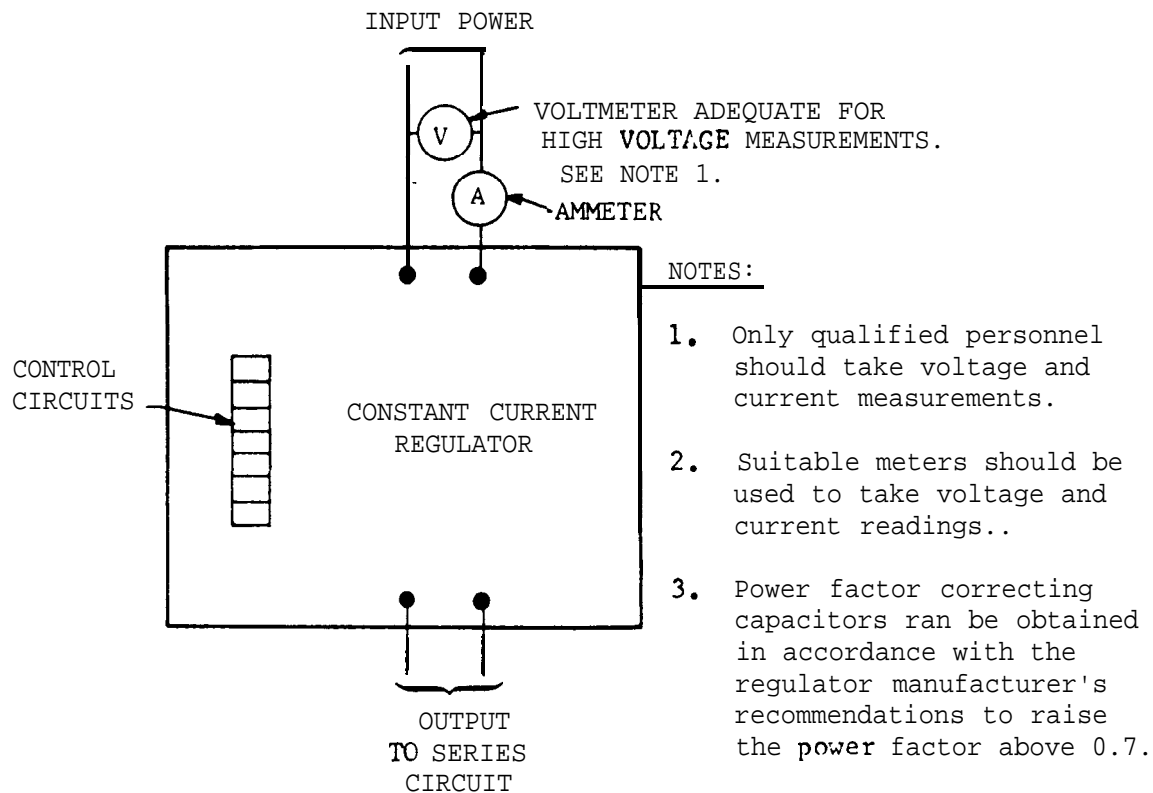 INPUT POWER
V
VOLTMETER ADEQUATE FOR
HIGH VOLTAGE MEASUREMENTS.
SEE NOTE 1.
A
AMMETER
CONTROL
CIRCUITS
CONSTANT CURRENT
REGULATOR
OUTPUT
TO SERIES
CIRCUIT
NOTES:
1. Only qualified personnel
should take voltage and
current measurements.
2. Suitable meters should be
used to take voltage and
current readings..
3. Power factor correcting
capacitors ran be obtained
in accordance with the
regulator manufacturer's
recommendations to raise
the power factor above 0.7.